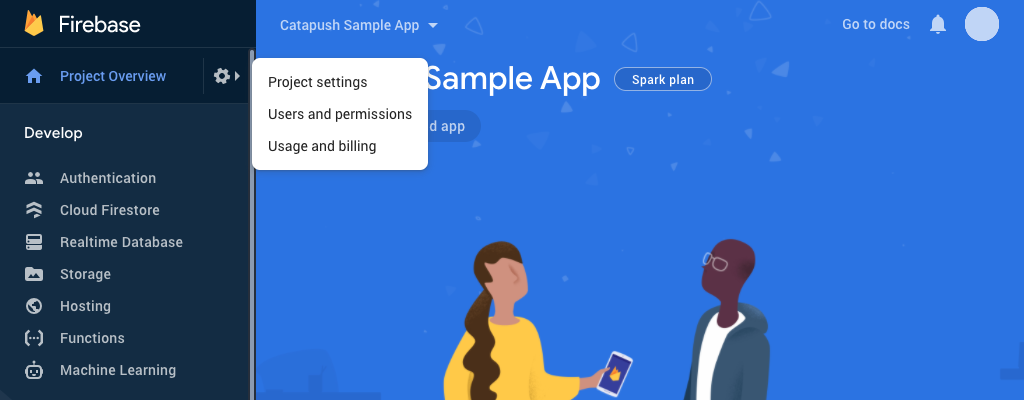 Firebase
Catapush Sample App
Go to docs
Project Overview
Project settings
Users and permissions
Usage and billing
Sample App
Spark plan
d app
Develop
Authentication
Cloud Firestore
Realtime Database
Storage
Hosting
Functions
Machine Learning